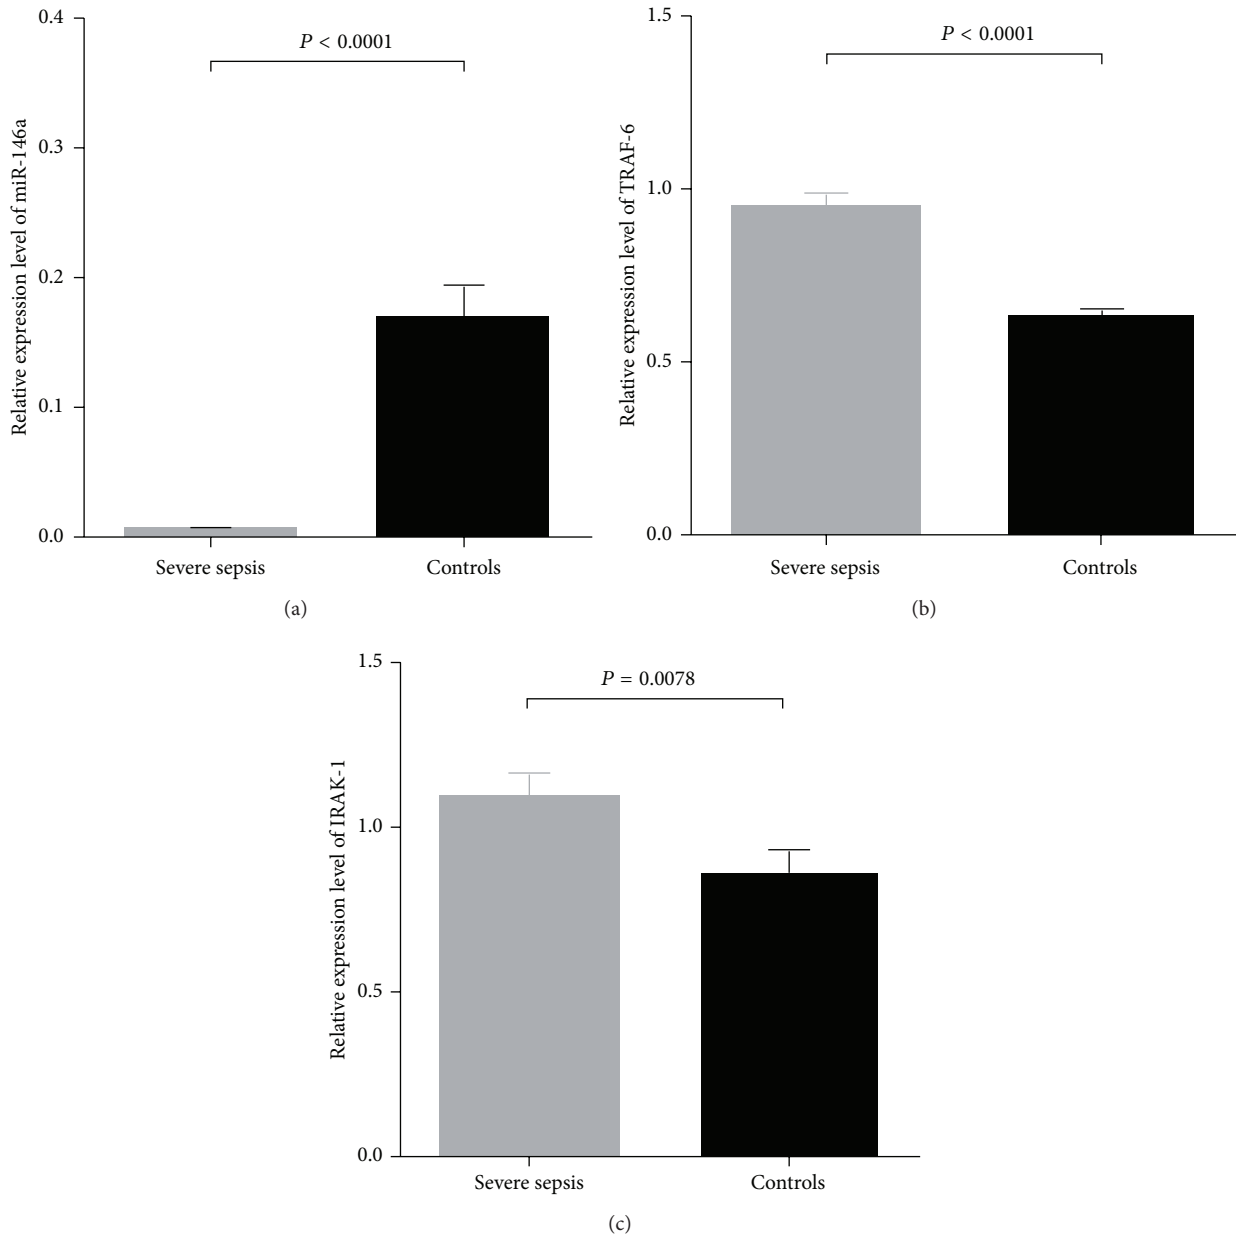 Relative expression level of miR-146a
0.4
0.3
0.2
0.1
0.0
P < 0.0001
Severe sepsis
Controls
(a)
Relative expression level of TRAF-6
1.5
1.0
0.5
0.0
P < 0.0001
Severe sepsis
Controls
(b)
Relative expression level of IRAK-1
1.5
1.0
0.5
0.0
P = 0.0078
Severe sepsis
Controls
(c)